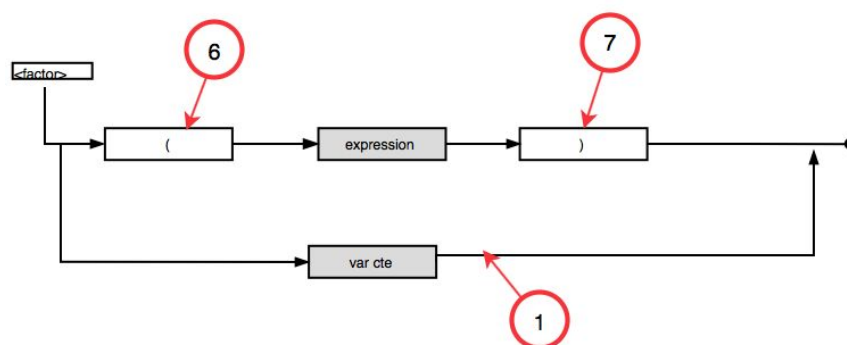 6
7
<factor>
(
expression
)
var cte
1